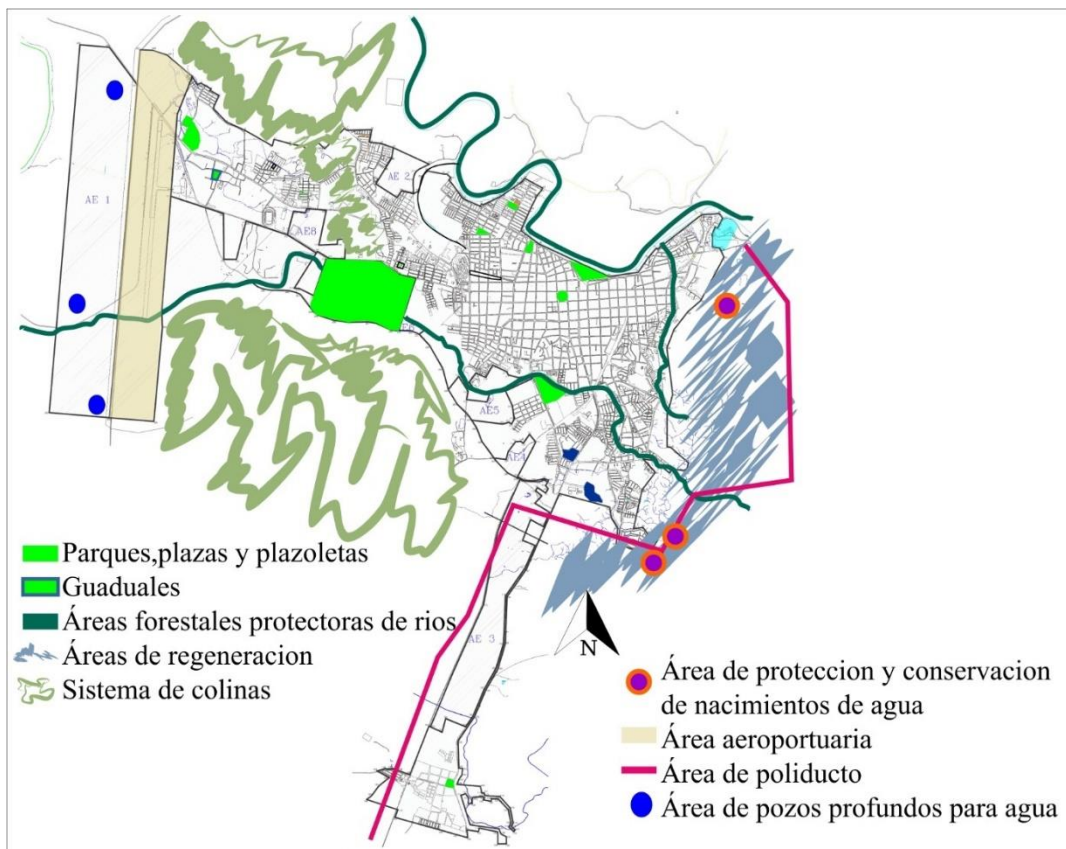 AE 1
AE 2
AE8
AE5
AE 3
Parques,plazas y plazoletas
Guaduales
Áreas forestales protectoras de rios
Áreas de regeneracion
Sistema de colinas
N
Área de proteccion y conservacion
de nacimientos de agua
Área aeroportuaria
Área de poliducto
Área de pozos profundos para agua